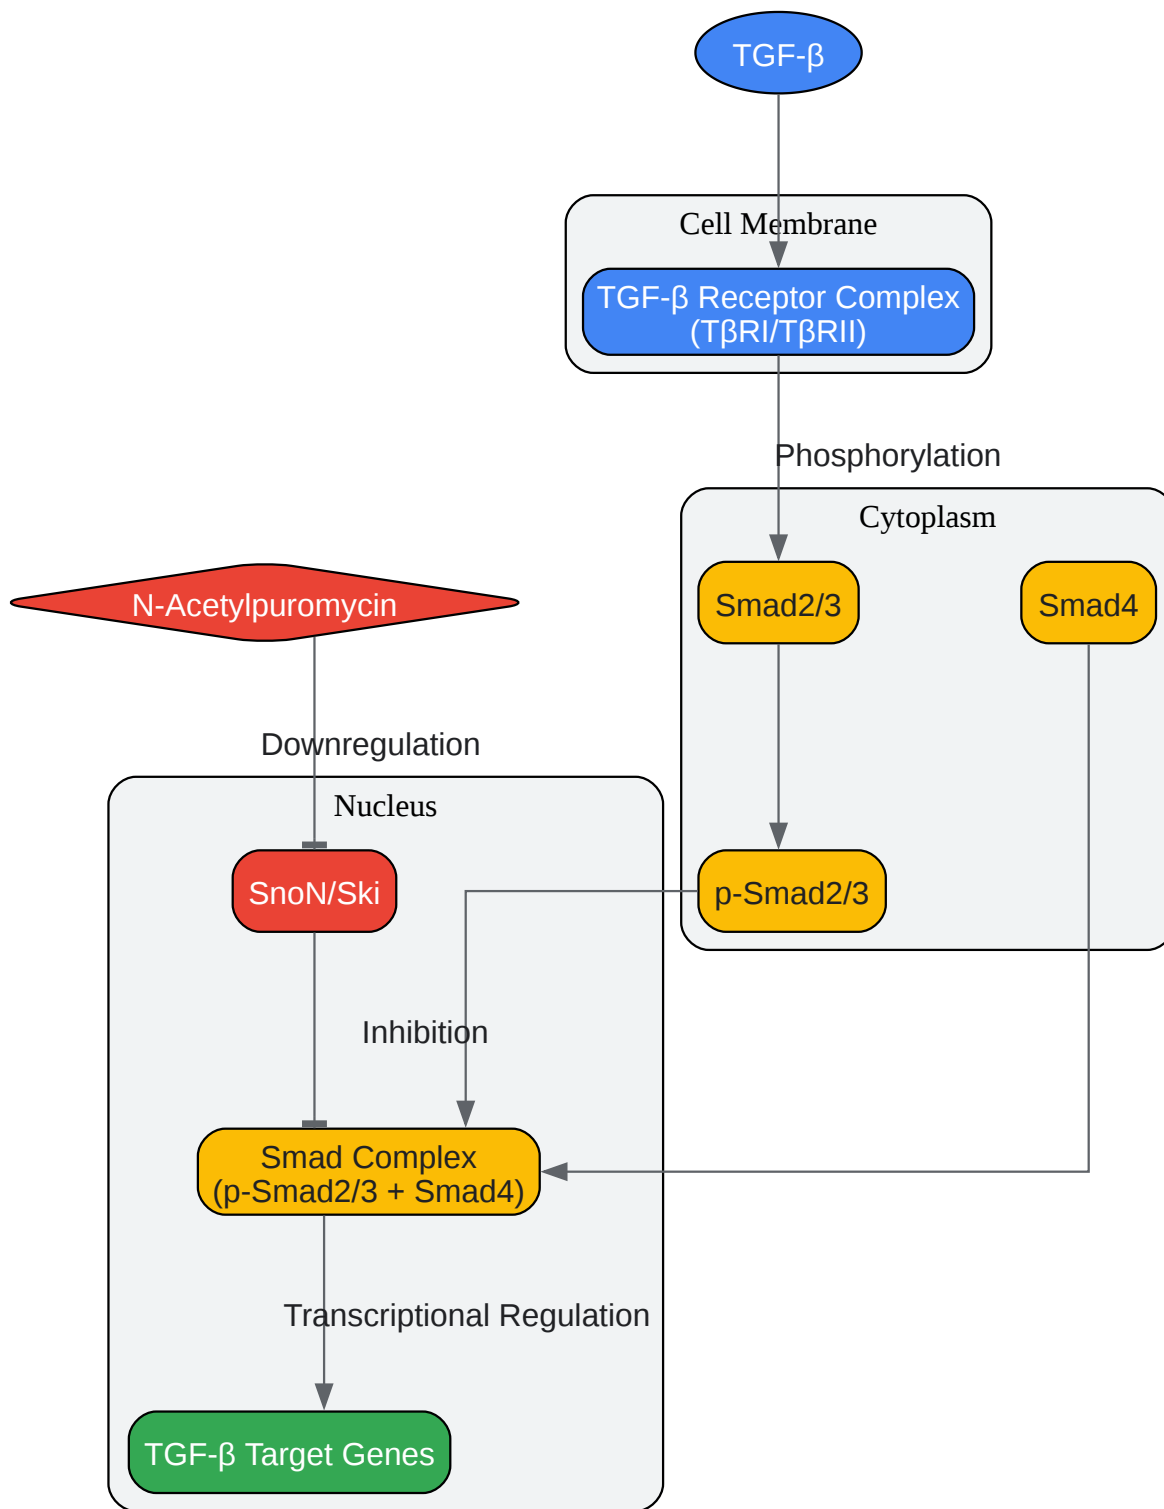 TGF-β
Cell Membrane
TGF-β Receptor Complex
(TβRI/TβRII)
Phosphorylation
Cytoplasm
N-Acetylpuromycin
Smad2/3
Smad4
Downregulation
Nucleus
SnoN/Ski
p-Smad2/3
Inhibition
Smad Complex
(p-Smad2/3 + Smad4)
Transcriptional Regulation
TGF-β Target Genes